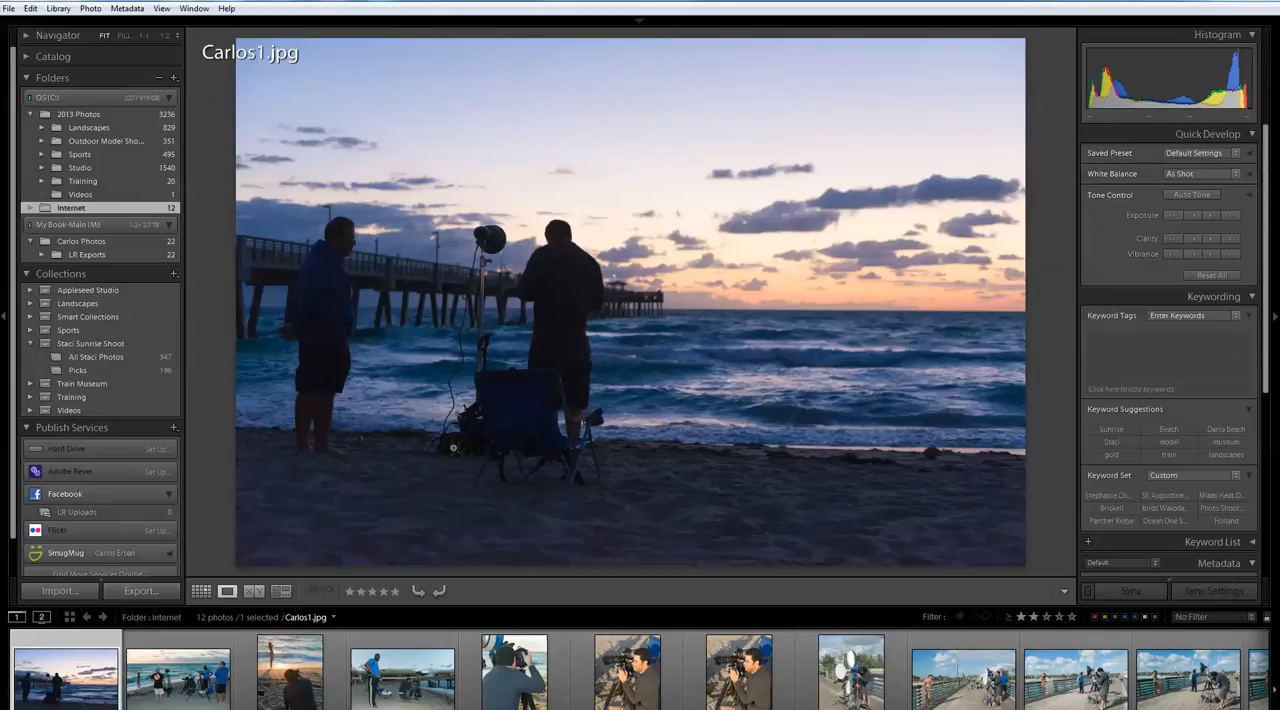 File Edit Library Photo Metadata View Window Help
Navigator FIT FILL 1:1 1:2
Catalog
Folders
OS (C:)
2013 Photos 3236
Landscapes 829
Outdoor Model Sho... 351
Sports 495
Studio 1540
Training 20
Videos 1
Internet 12
My Book-Main (M:)
Carlos Photos 22
LR Exports 22
Collections
Appleseed Studio
Landscapes
Smart Collections
Sports
Staci Sunrise Shoot
All Staci Photos 347
Picks 196
Train Museum
Training
Videos
Publish Services
Hard Drive Set Up...
Adobe Revel Set Up...
Facebook
LR Uploads 0
Flickr Set Up...
SmugMug Carlos Erban
Find More Services Online...
Import... Export...
Carlos1.jpg
Histogram
Quick Develop
Saved Preset Default Settings
White Balance As Shot
Tone Control Auto Tone
Exposure
Clarity
Vibrance
Reset All
Keywording
Keyword Tags Enter Keywords
Click here to add keywords
Keyword Suggestions
Sunrise Beach Dania Beach
Staci model museum
gold train landscapes
Keyword Set Custom
Stephanie Ch... St. Augustine... Miami Heat D...
Brickell birds Wakoda... Photo Shoot...
Panther Ridge Ocean One S... Holland
Keyword List
Default Metadata
Sync Sync Settings
1 2 Folder : Internet 12 photos /1 selected /Carlos1.jpg Filter : No Filter